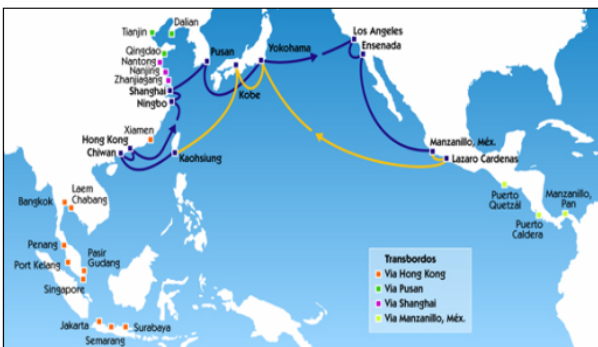 Dalian
Tianjin
Qingdao
Nantong
Nanjing
Zhanjiagang
Shanghai
Ningbo
Pusan
Yokohama
Kobe
Los Angeles
Ensenada
Xiamen
Hong Kong
Chiwan
Kaohsiung
Manzanillo, Méx.
Lazaro Cardenas
Laem
Chabang
Bangkok
Puerto
Quetzál
Manzanillo,
Pan
Puerto
Caldera
Penang
Pasir
Gudang
Port Kelang
Singapore
Jakarta
Surabaya
Semarang
Transbordos
Via Hong Kong
Via Pusan
Via Shanghai
Via Manzanillo, Méx.